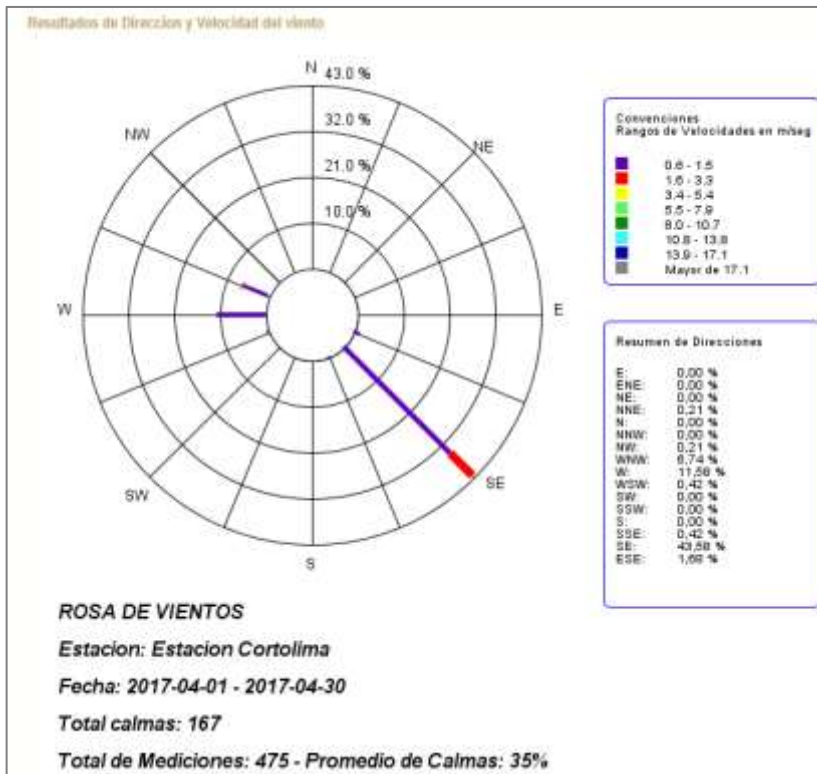 Resultados de Direccion y Velocidad del viento
N 43.0 %
32.0 %
21.0 %
10.0 %
NW
NE
W
E
SW
SE
S
Convenciones
Rangos de Velocidades en m/seg
0.6 - 1.5
1.6 - 3.3
3.4 - 5.4
5.5 - 7.9
8.0 - 10.7
10.8 - 13.8
13.9 - 17.1
Mayor de 17.1
Resumen de Direcciones
E: 0,00 %
ENE: 0,00 %
NE: 0,00 %
NNE: 0,21 %
N: 0,00 %
NNW: 0,00 %
NW: 0,21 %
WNW: 6,74 %
W: 11,58 %
WSW: 0,42 %
SW: 0,00 %
SSW: 0,00 %
S: 0,00 %
SSE: 0,42 %
SE: 43,58 %
ESE: 1,68 %
ROSA DE VIENTOS
Estacion: Estacion Cortolima
Fecha: 2017-04-01 - 2017-04-30
Total calmas: 167
Total de Mediciones: 475 - Promedio de Calmas: 35%